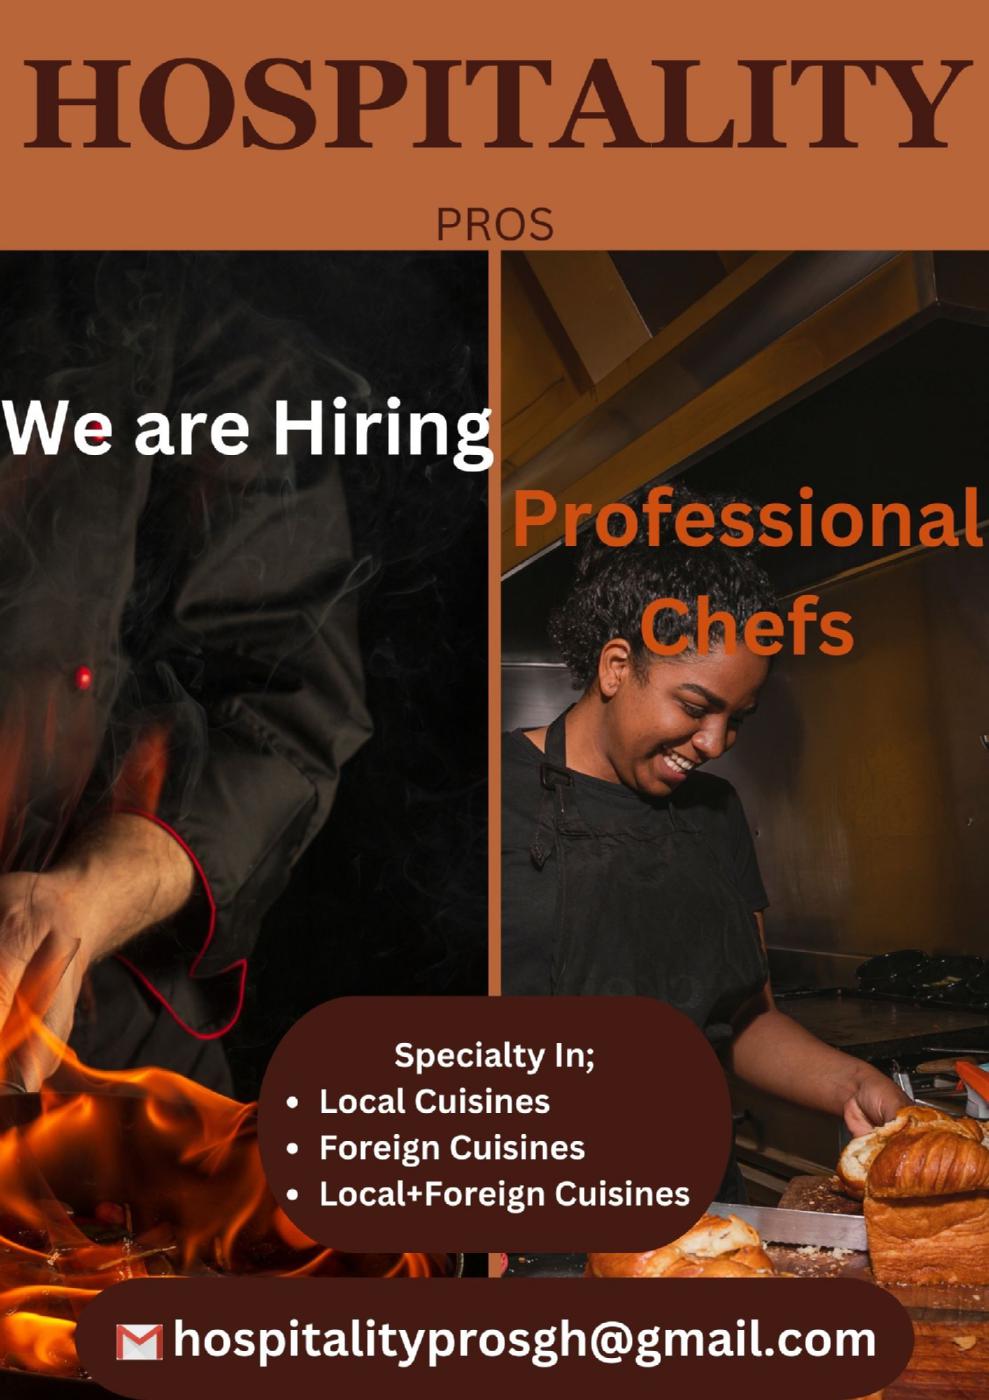 HOSPITALITY
PROS
We are Hiring
Professional
Chefs
Specialty In;
• Local Cuisines
• Foreign Cuisines
• Local+Foreign Cuisines
hospitalityprosgh@gmail.com